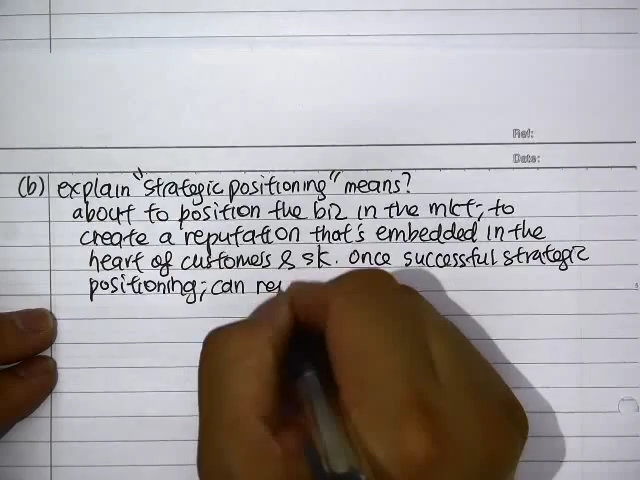 Ref:
Date:
(b) explain "strategic positioning" means?
about to position the biz in the mkt; to
create a reputation that's embedded in the
heart of customers & sk. Once successful strategic
positioning; can